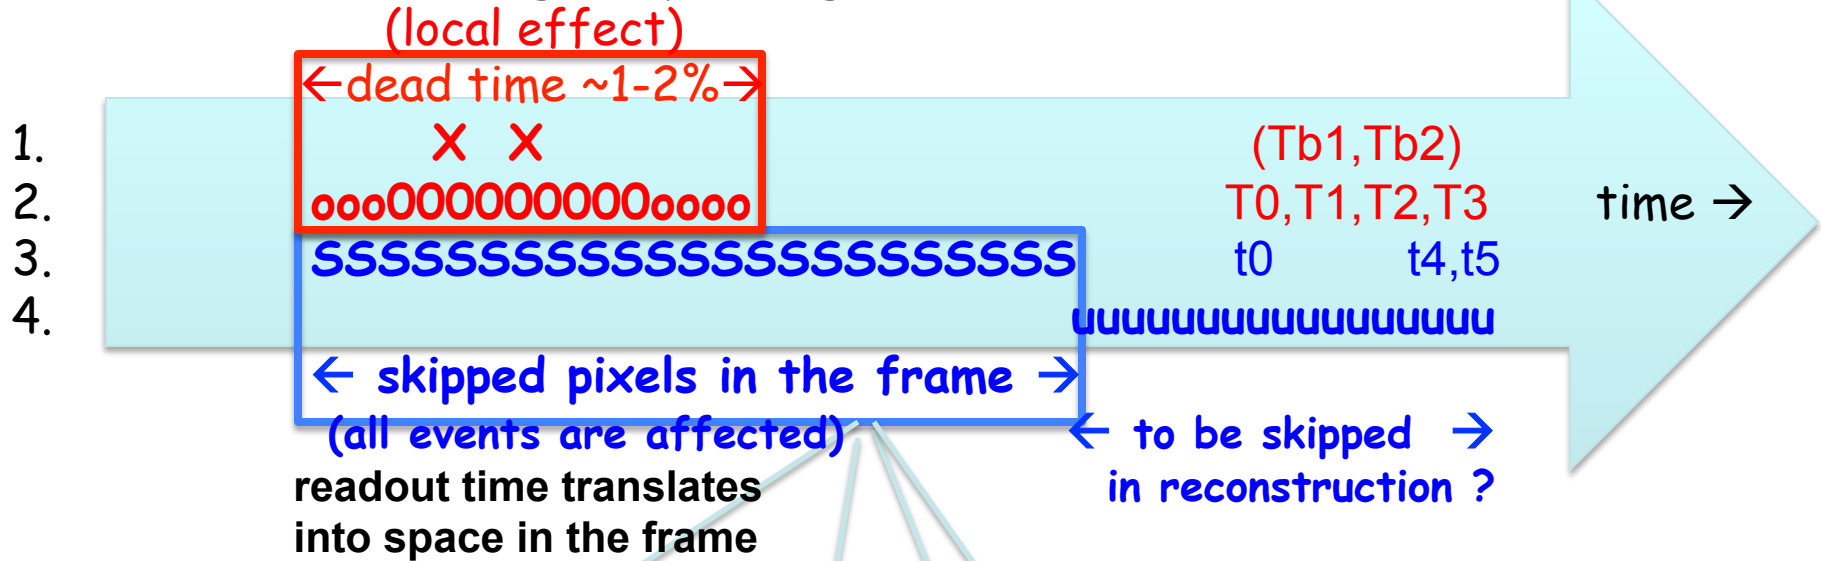 (local effect)
←dead time ~1-2%→
1. X X (Tb1,Tb2)
2. ooo000000000oooo T0,T1,T2,T3 time →
3. SSSSSSSSSSSSSSSSSSSSSSS t0 t4,t5
4. uuuuuuuuuuuuuuuuu
← skipped pixels in the frame →
(all events are affected) ← to be skipped →
readout time translates in reconstruction ?
into space in the frame